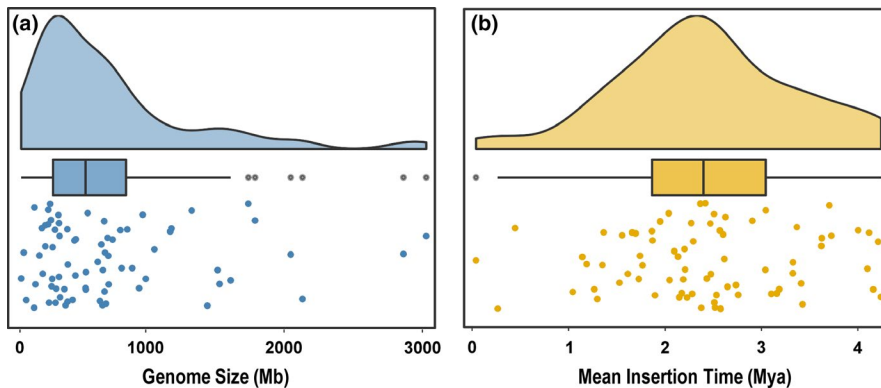 (a)
(b)
0 1000 2000 3000
0 1 2 3 4
Genome Size (Mb)
Mean Insertion Time (Mya)